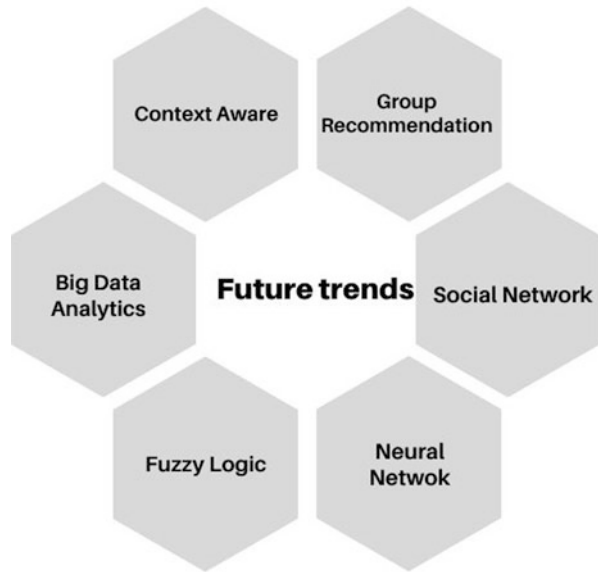 Context Aware
Group
Recommendation
Big Data
Analytics
Future trends
Social Network
Fuzzy Logic
Neural
Netwok